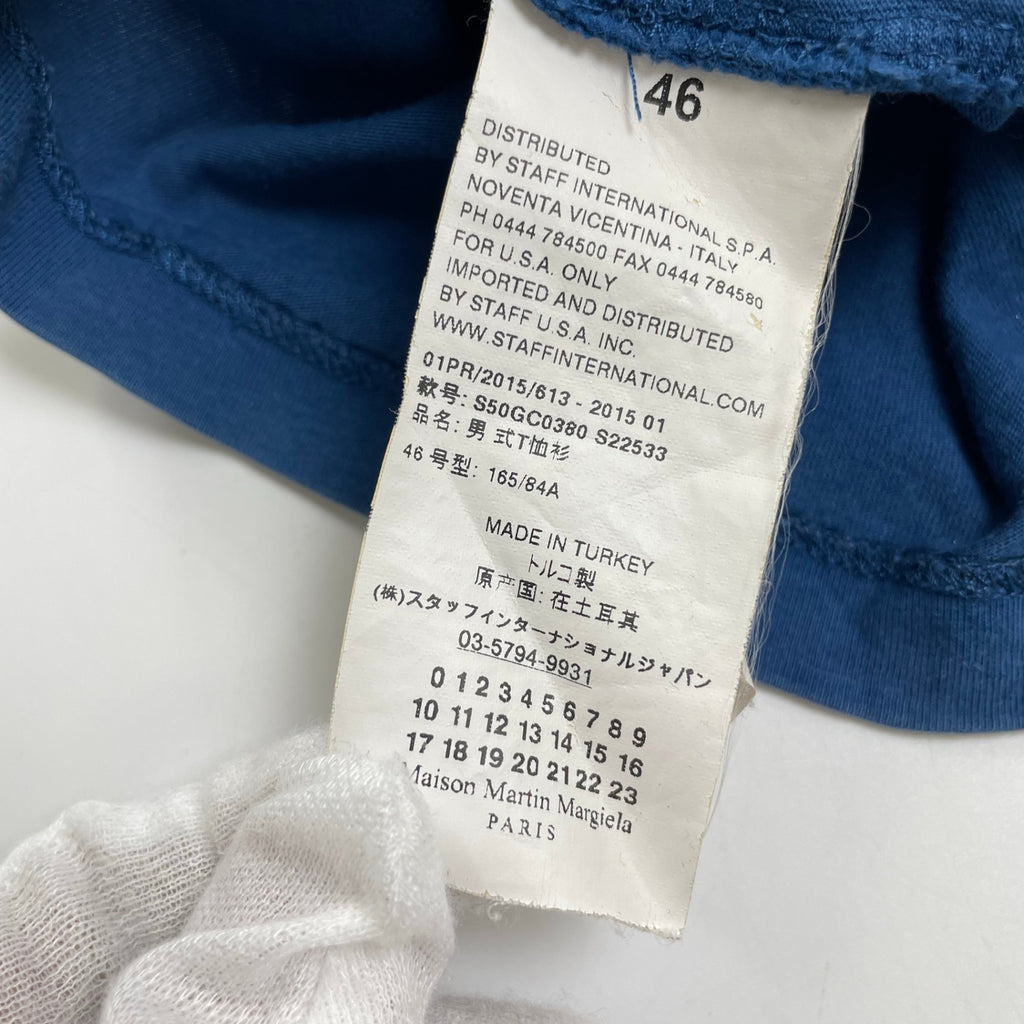 46
DISTRIBUTED
BY STAFF INTERNATIONAL S.P.A.
NOVENTA VICENTINA - ITALY
PH 0444 784500 FAX 0444 784580
FOR U.S.A. ONLY
IMPORTED AND DISTRIBUTED
BY STAFF U.S.A. INC.
WWW.STAFFINTERNATIONAL.COM
01PR/2015/613 - 2015 01
款号: S50GC0380 S22533
品名: 男 式T恤衫
46 号型: 165/84A
MADE IN TURKEY
トルコ製
原产国: 在土耳其
(株)スタッフインターナショナルジャパン
03-5794-9931
0 1 2 3 4 5 6 7 8 9
10 11 12 13 14 15 16
17 18 19 20 21 22 23
Maison Martin Margiela
PARIS